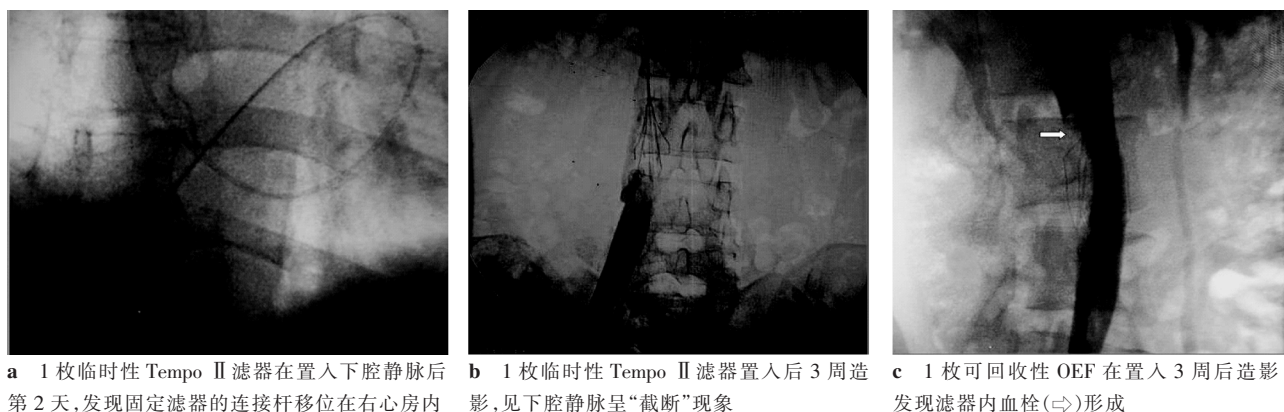 a 1 枚临时性 Tempo Ⅱ 滤器在置入下腔静脉后
第 2 天,发现固定滤器的连接杆移位在右心房内
b 1 枚临时性 Tempo Ⅱ 滤器置入后 3 周造
影,见下腔静脉呈“截断”现象
c 1 枚可回收性 OEF 在置入 3 周后造影
发现滤器内血栓(⇨)形成